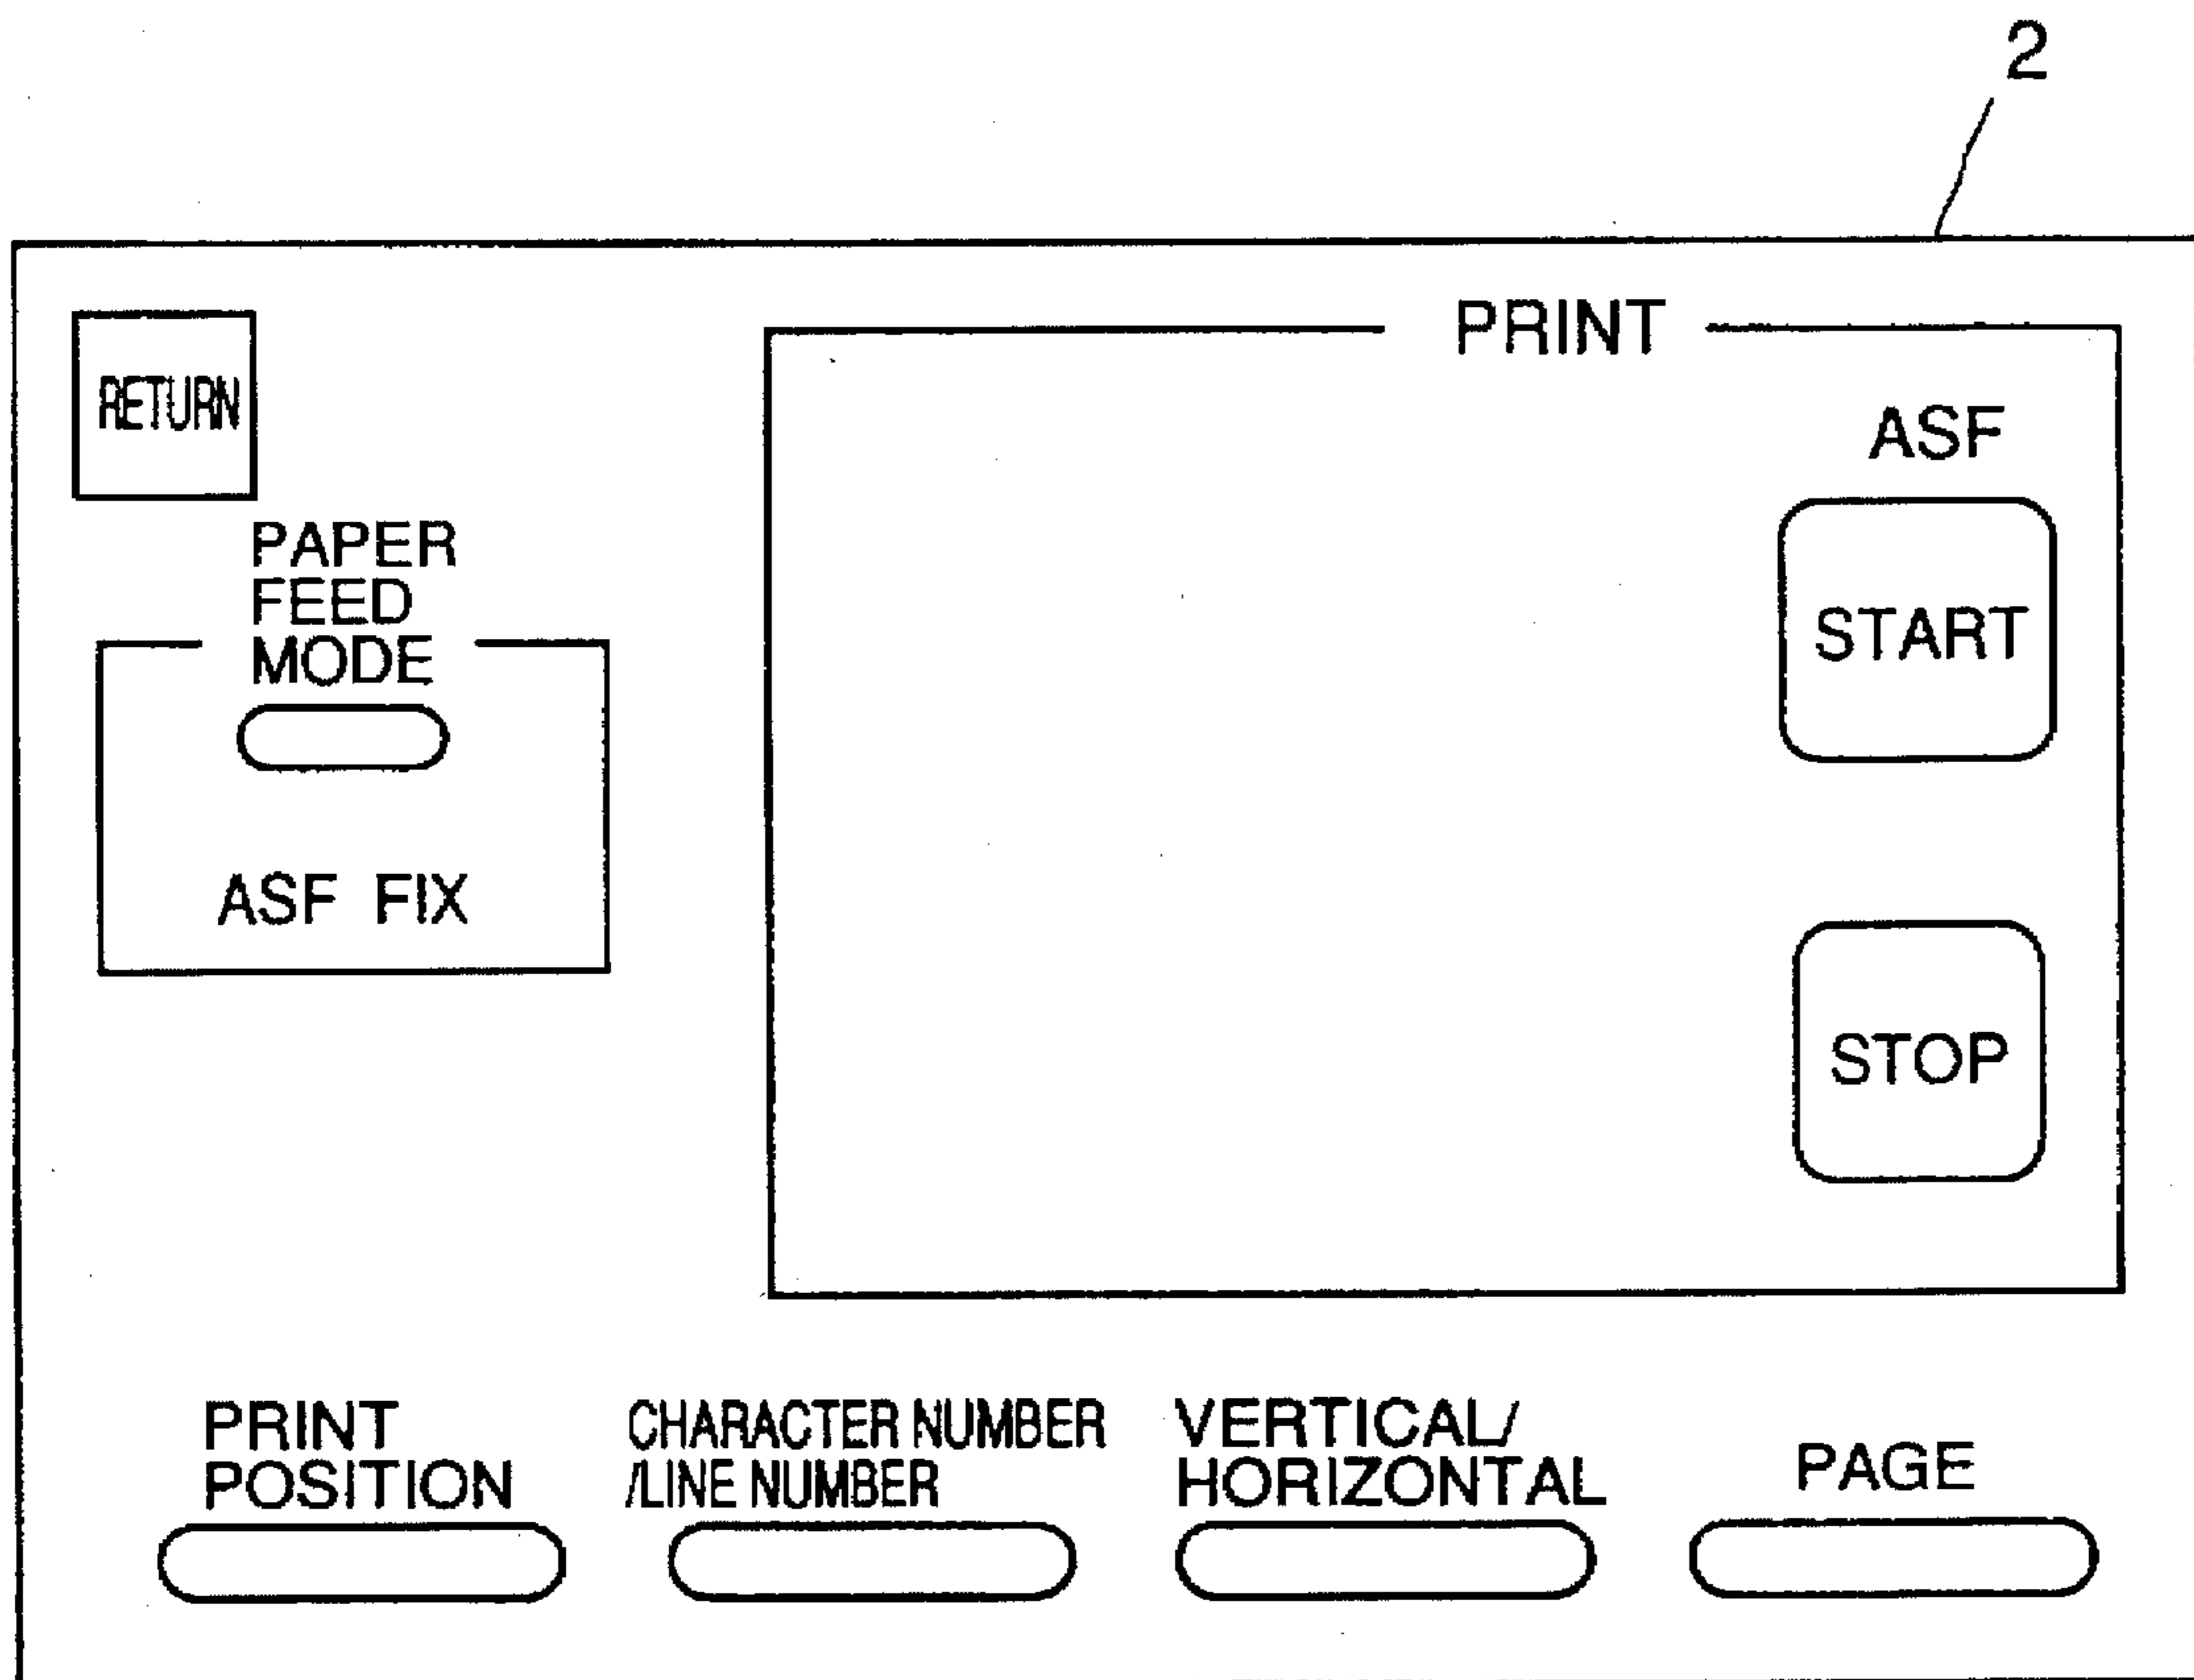 2
RETURN
PRINT
ASF
START
STOP
PAPER
FEED
MODE
ASF FIX
PRINT
POSITION
CHARACTER NUMBER
/LINE NUMBER
VERTICAL/
HORIZONTAL
PAGE